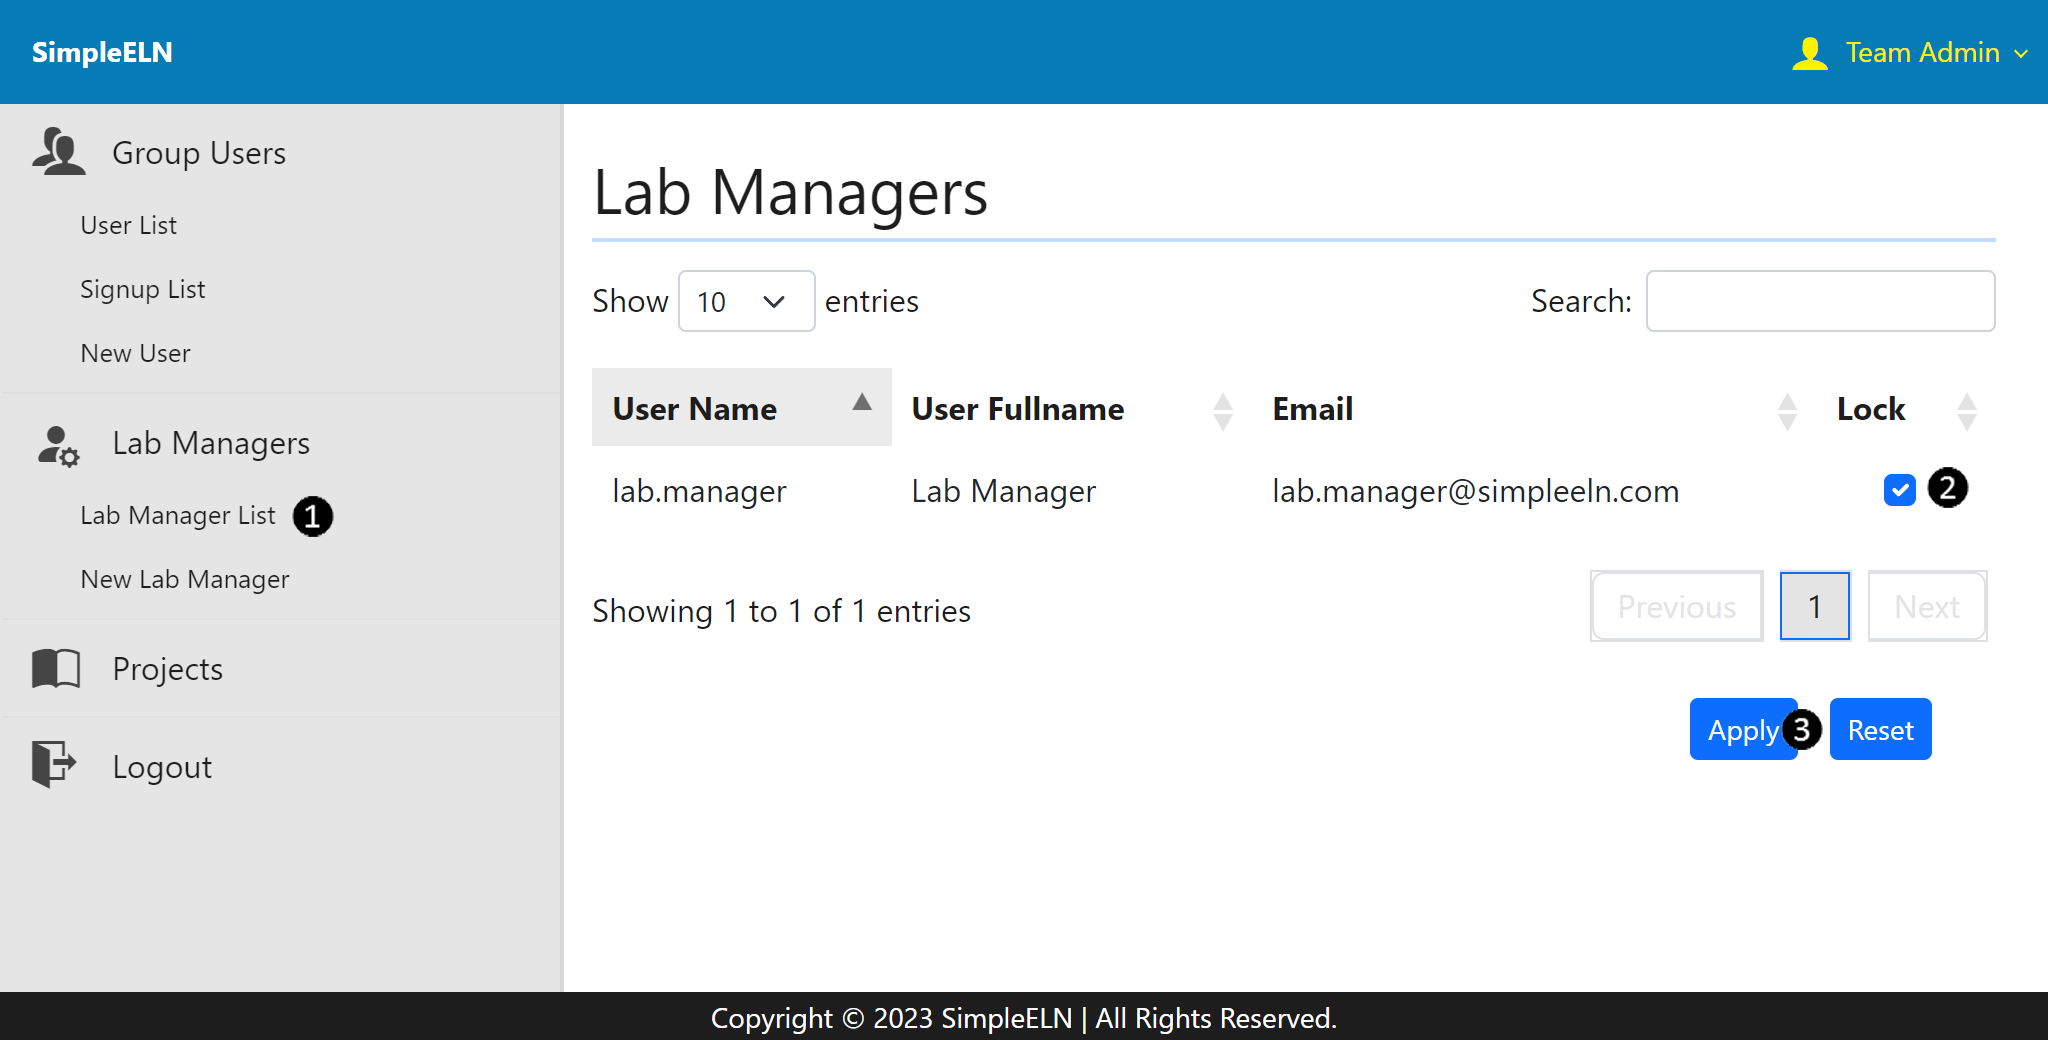 SimpleELN
Team Admin
Group Users
User List
Signup List
New User
Lab Managers
Lab Manager List 1
New Lab Manager
Projects
Logout
Lab Managers
Show 10 entries
Search:
User Name User Fullname Email Lock
lab.manager Lab Manager lab.manager@simpleeln.com 2
Showing 1 to 1 of 1 entries
Previous 1 Next
Apply 3 Reset
Copyright © 2023 SimpleELN | All Rights Reserved.